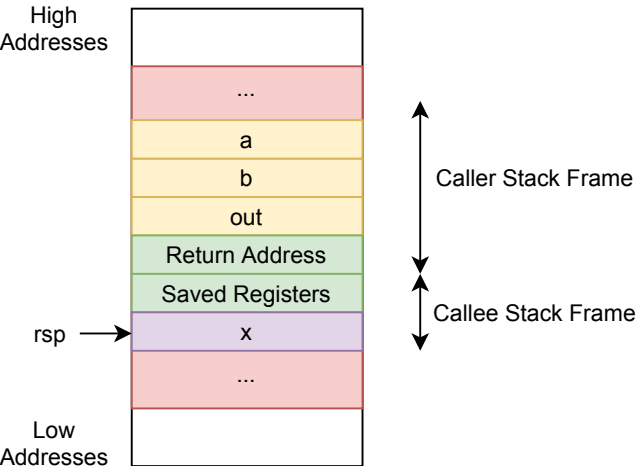 High
Addresses
...
a
b
Caller Stack Frame
out
Return Address
Saved Registers
Callee Stack Frame
rsp
x
...
Low
Addresses